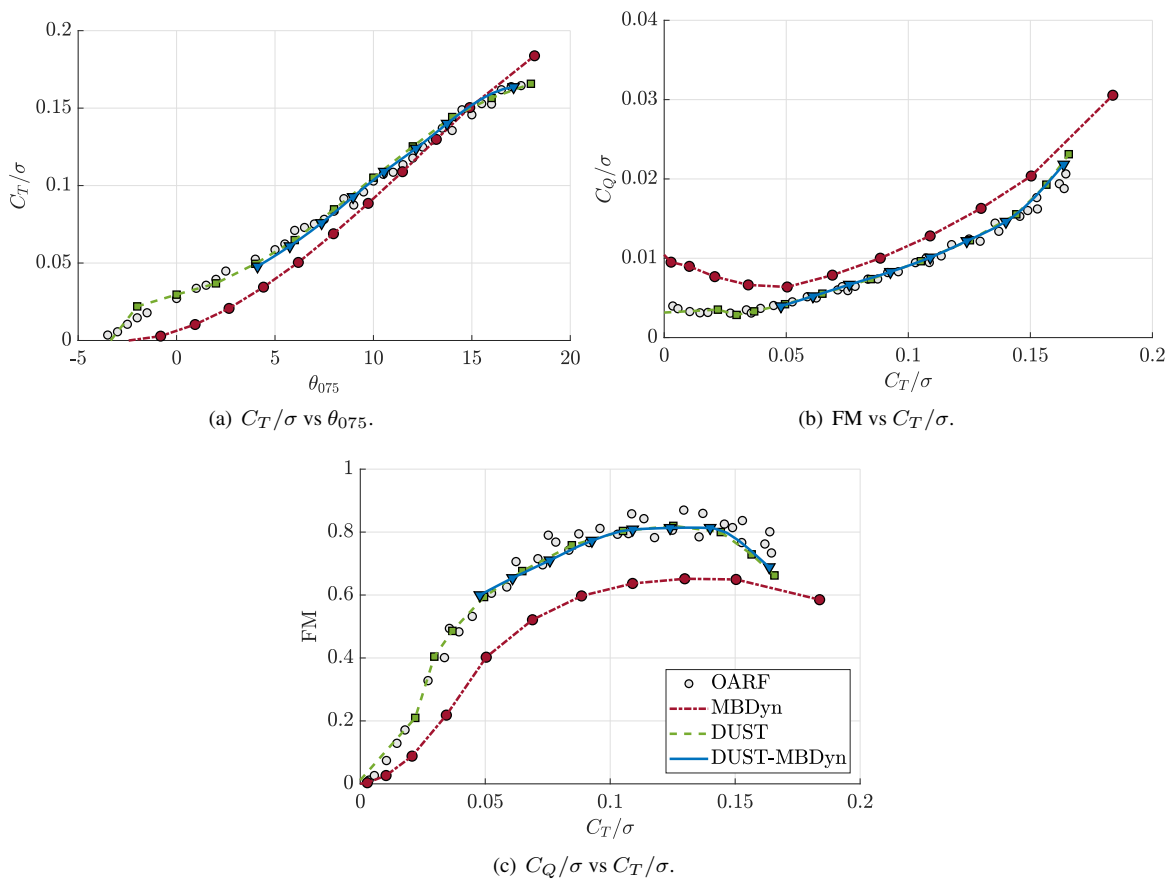 0.2
0.15
0.1
0.05
0
C_T/σ
-5 0 5 10 15 20
θ_075
(a) C_T/σ vs θ_075.
0.04
0.03
0.02
0.01
0
C_Q/σ
0 0.05 0.1 0.15 0.2
C_T/σ
(b) FM vs C_T/σ.
1
0.8
0.6
0.4
0.2
0
FM
0 0.05 0.1 0.15 0.2
C_T/σ
OARF
MBDyn
DUST
DUST-MBDyn
(c) C_Q/σ vs C_T/σ.